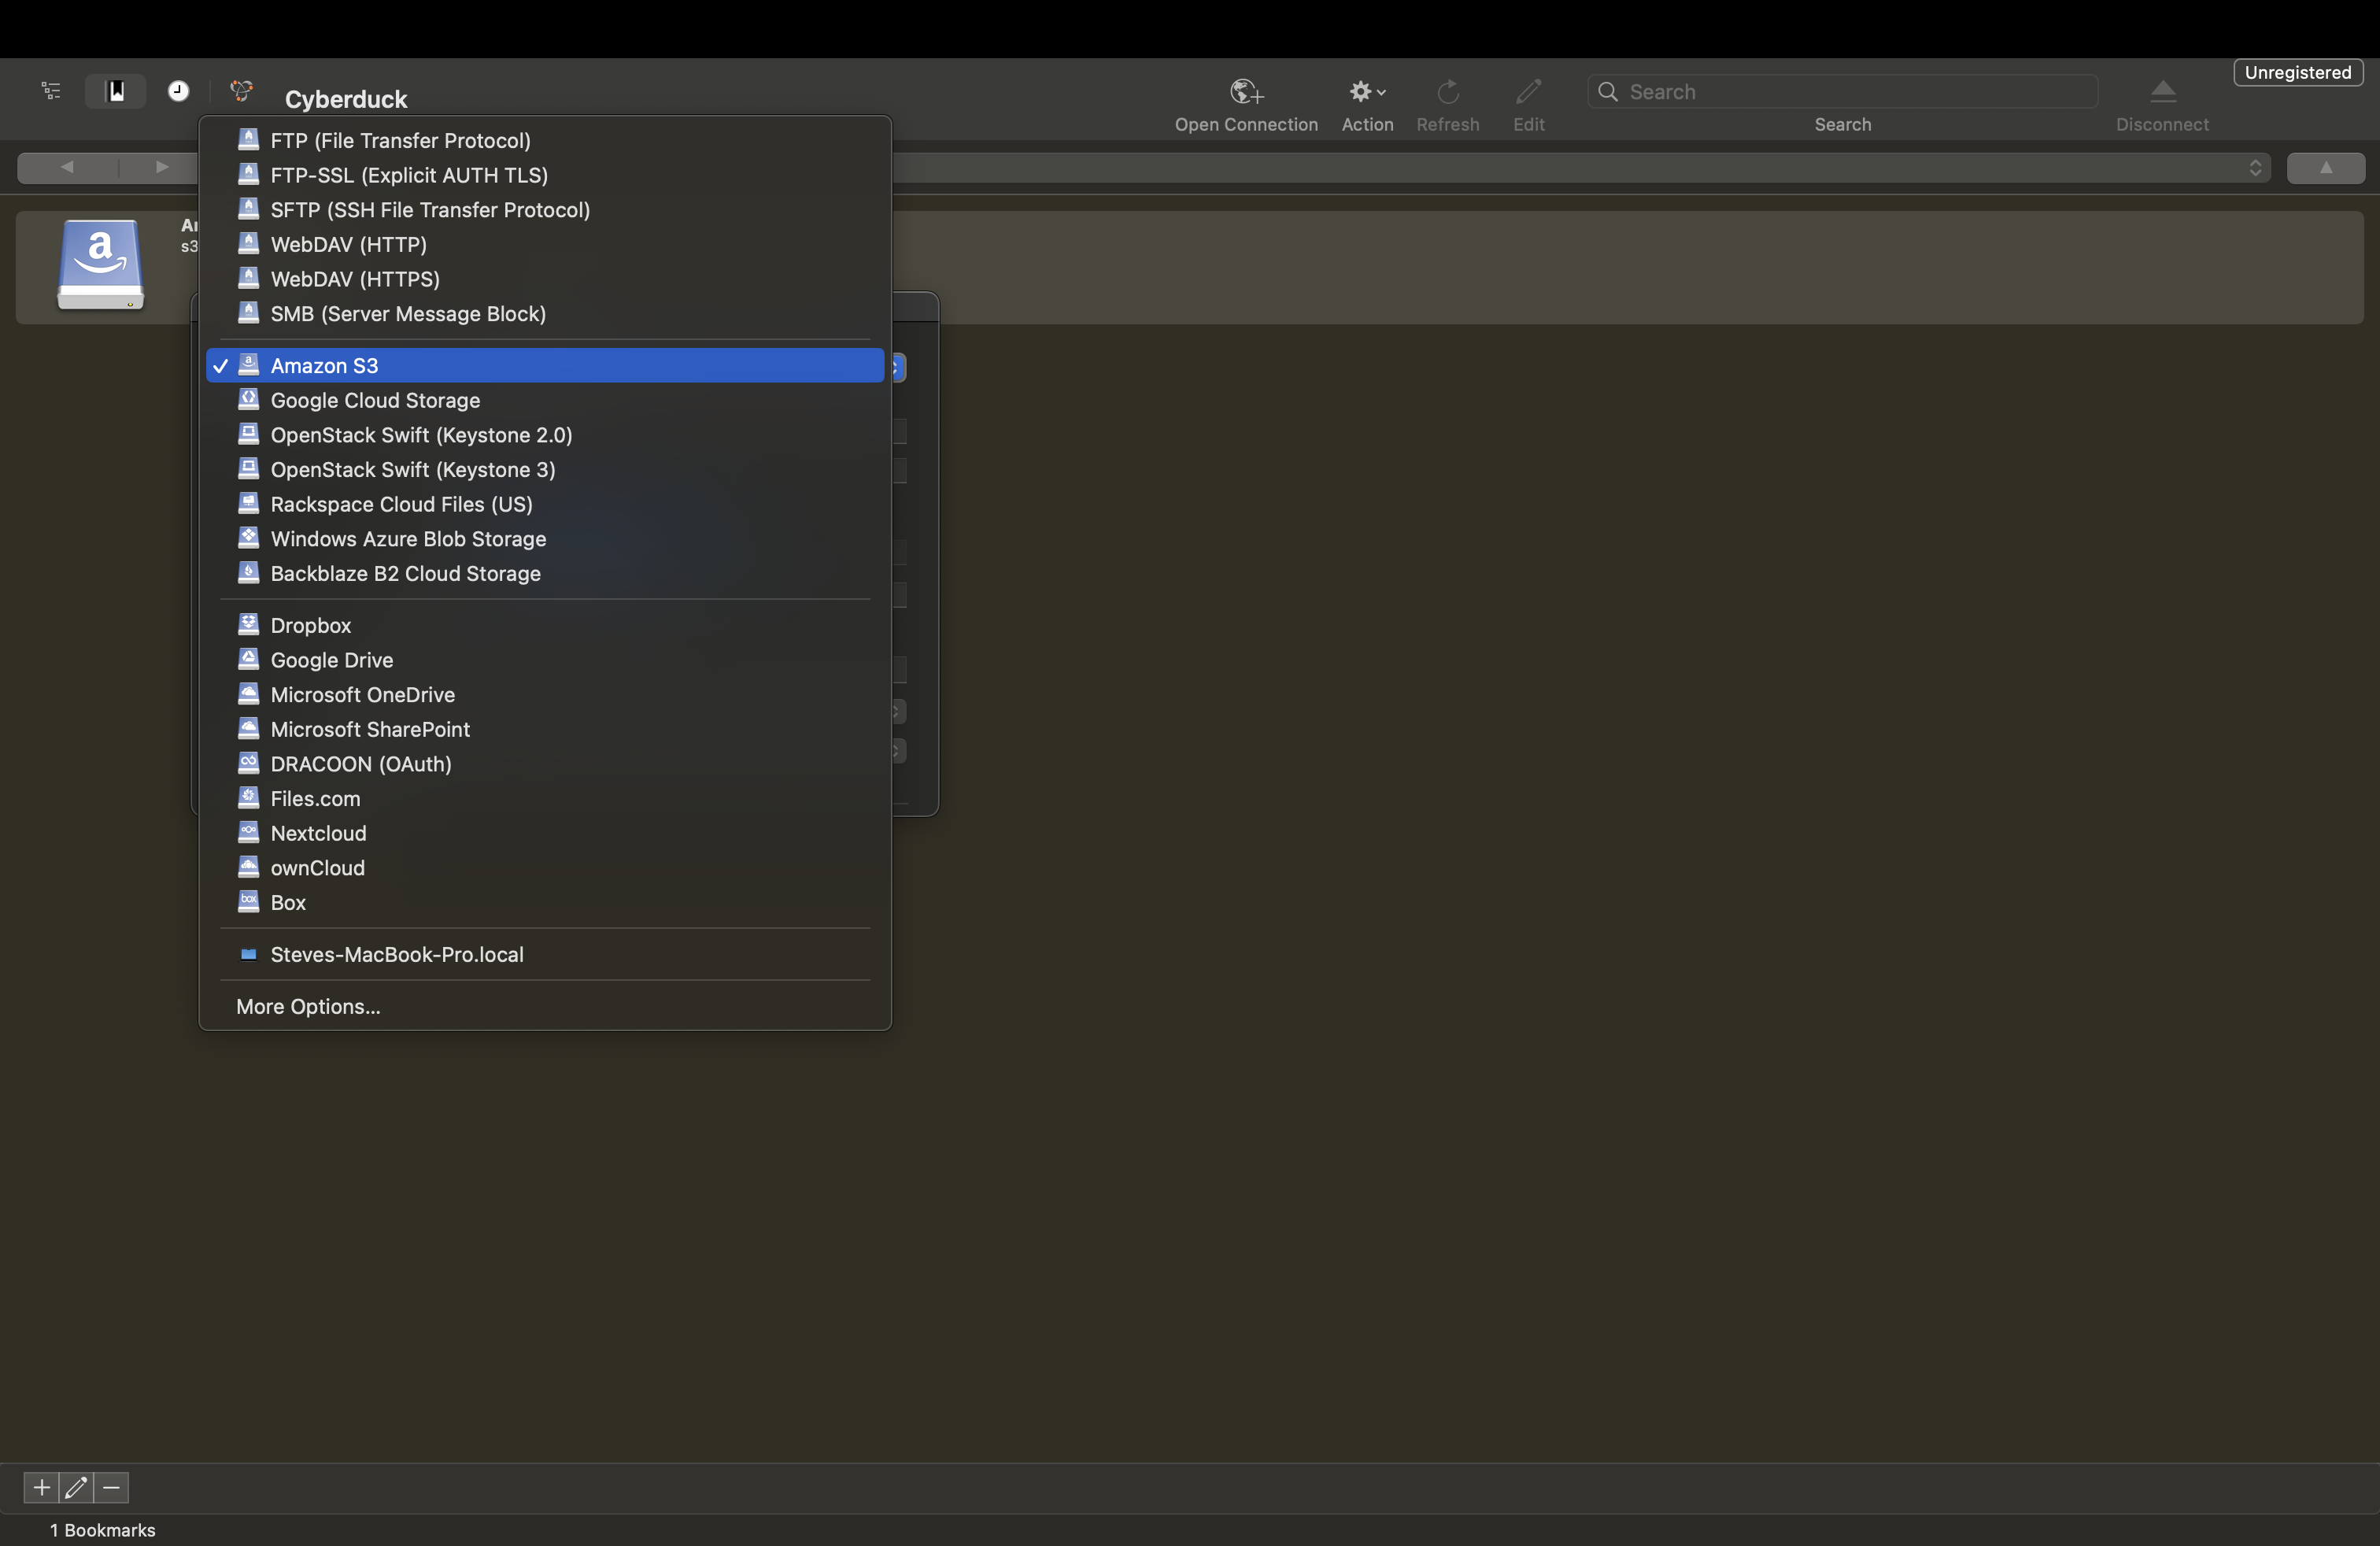 Unregistered
Cyberduck
Search
Open Connection
Action
Refresh
Edit
Search
Disconnect
FTP (File Transfer Protocol)
FTP-SSL (Explicit AUTH TLS)
SFTP (SSH File Transfer Protocol)
WebDAV (HTTP)
WebDAV (HTTPS)
SMB (Server Message Block)
Amazon S3
Google Cloud Storage
OpenStack Swift (Keystone 2.0)
OpenStack Swift (Keystone 3)
Rackspace Cloud Files (US)
Windows Azure Blob Storage
Backblaze B2 Cloud Storage
Dropbox
Google Drive
Microsoft OneDrive
Microsoft SharePoint
DRACOON (OAuth)
Files.com
Nextcloud
ownCloud
Box
Steves-MacBook-Pro.local
More Options...
1 Bookmarks